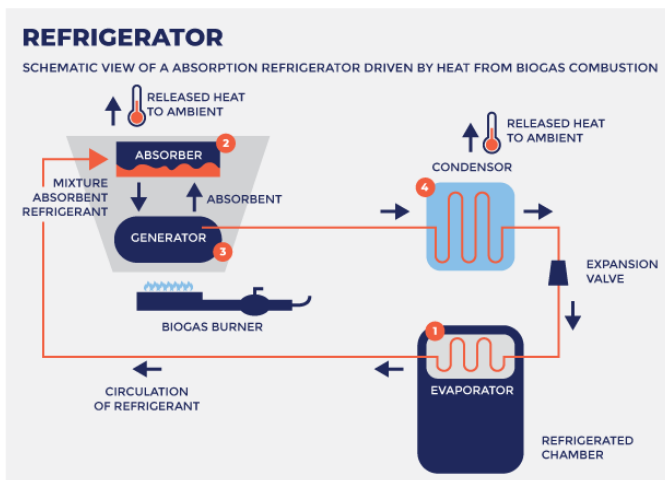 REFRIGERATOR
SCHEMATIC VIEW OF A ABSORPTION REFRIGERATOR DRIVEN BY HEAT FROM BIOGAS COMBUSTION
RELEASED HEAT
TO AMBIENT
RELEASED HEAT
TO AMBIENT
2
ABSORBER
CONDENSOR
MIXTURE
ABSORBENT
REFRIGERANT
ABSORBENT
4
GENERATOR
3
EXPANSION
VALVE
BIOGAS BURNER
1
EVAPORATOR
CIRCULATION
OF REFRIGERANT
REFRIGERATED
CHAMBER